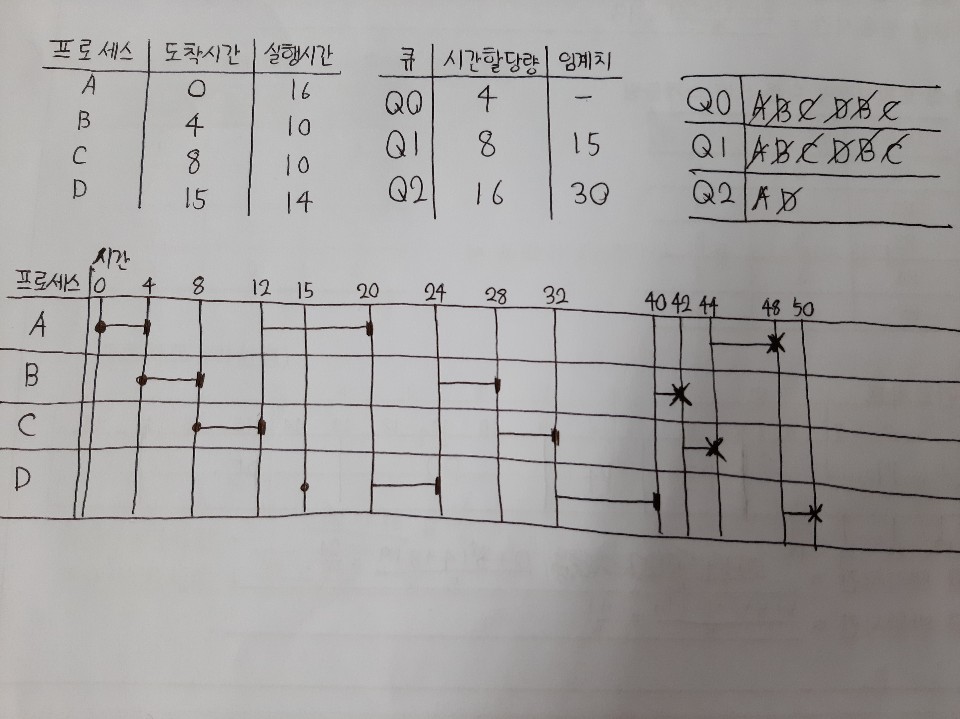 프로세스 도착시간 실행시간
A 0 16
B 4 10
C 8 10
D 15 14
큐 시간할당량 임계치
Q0 4 -
Q1 8 15
Q2 16 30
Q0 A B C D B C
Q1 A B C D B C
Q2 A D
시간
프로세스 0 4 8 12 15 20 24 28 32 40 42 44 48 50
A
B
C
D